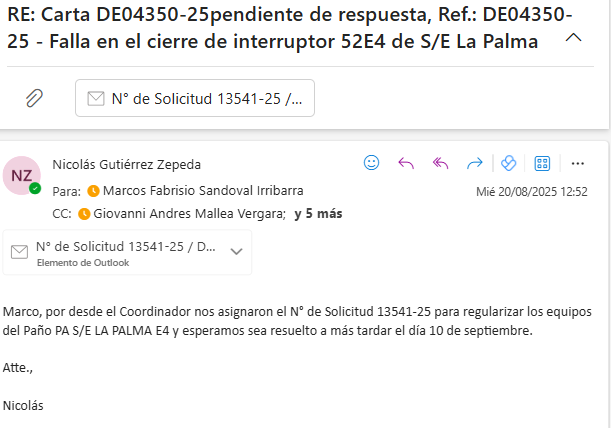 RE: Carta DE04350-25pendiente de respuesta, Ref.: DE04350-
25 - Falla en el cierre de interruptor 52E4 de S/E La Palma
N° de Solicitud 13541-25 /...
NZ
Nicolás Gutiérrez Zepeda
Para: Marcos Fabrisio Sandoval Irribarra
Mié 20/08/2025 12:52
CC: Giovanni Andres Mallea Vergara; y 5 más
N° de Solicitud 13541-25 / D...
Elemento de Outlook
Marco, por desde el Coordinador nos asignaron el N° de Solicitud 13541-25 para regularizar los equipos
del Paño PA S/E LA PALMA E4 y esperamos sea resuelto a más tardar el día 10 de septiembre.
Atte.,
Nicolás